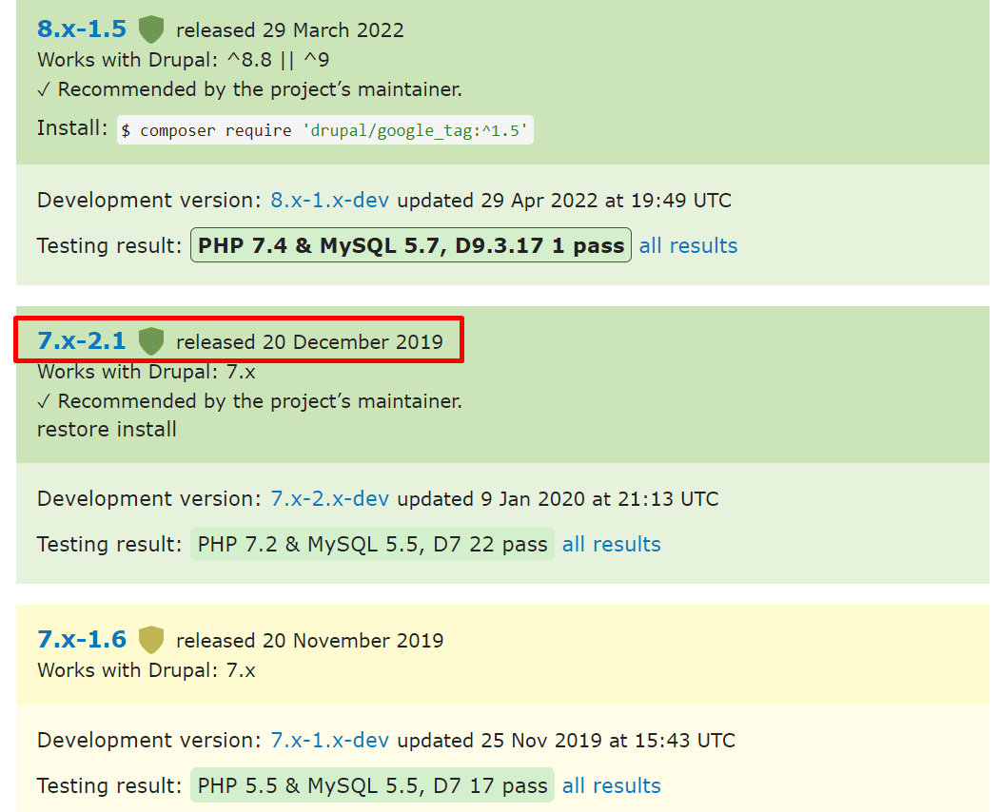 8.x-1.5 released 29 March 2022
Works with Drupal: ^8.8 || ^9
✓ Recommended by the project’s maintainer.
Install: $ composer require 'drupal/google_tag:^1.5'
Development version: 8.x-1.x-dev updated 29 Apr 2022 at 19:49 UTC
Testing result: PHP 7.4 & MySQL 5.7, D9.3.17 1 pass all results
7.x-2.1 released 20 December 2019
Works with Drupal: 7.x
✓ Recommended by the project’s maintainer.
restore install
Development version: 7.x-2.x-dev updated 9 Jan 2020 at 21:13 UTC
Testing result: PHP 7.2 & MySQL 5.5, D7 22 pass all results
7.x-1.6 released 20 November 2019
Works with Drupal: 7.x
Development version: 7.x-1.x-dev updated 25 Nov 2019 at 15:43 UTC
Testing result: PHP 5.5 & MySQL 5.5, D7 17 pass all results